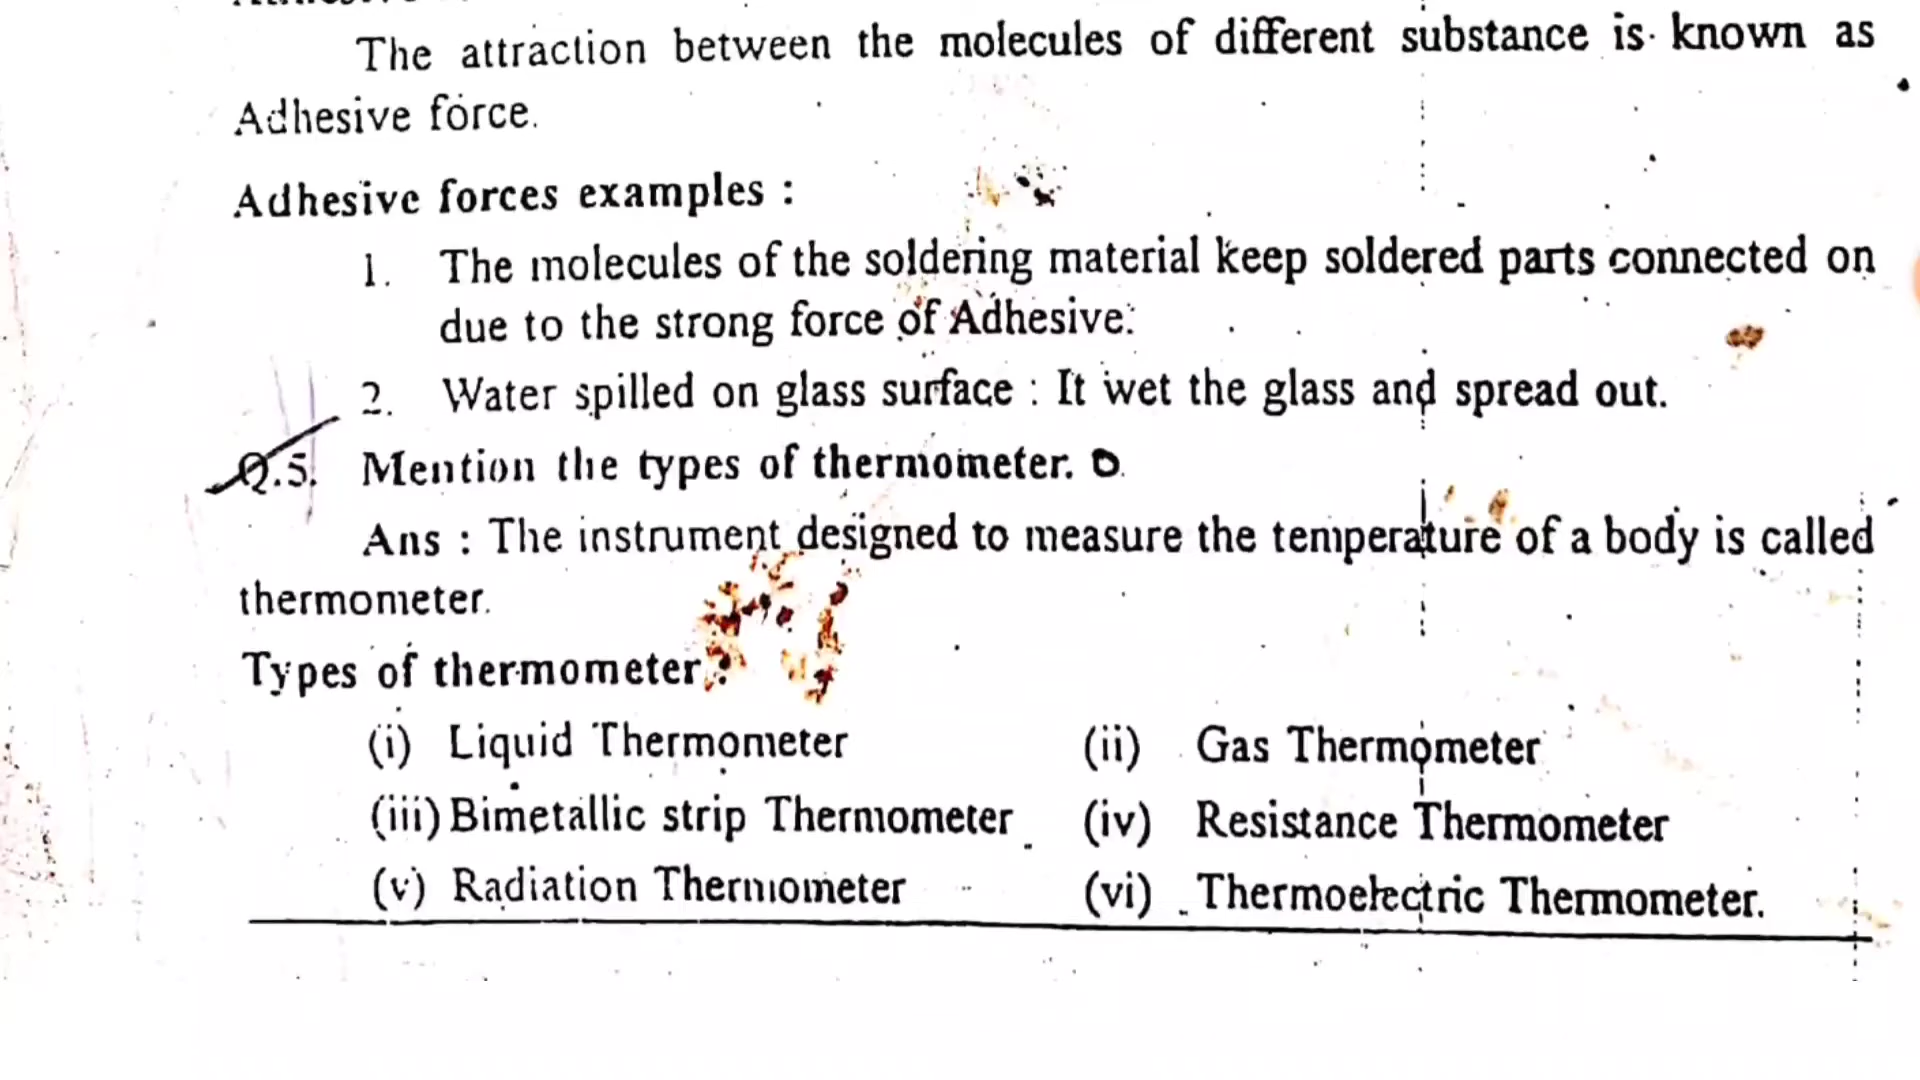 The attraction between the molecules of different substance is known as
Adhesive force.
Adhesive forces examples :
1. The molecules of the soldering material keep soldered parts connected on
due to the strong force of Adhesive.
2. Water spilled on glass surface : It wet the glass and spread out.
Q.5. Mention the types of thermometer.
Ans : The instrument designed to measure the temperature of a body is called
thermometer.
Types of thermometer :
(i) Liquid Thermometer (ii) Gas Thermometer
(iii) Bimetallic strip Thermometer (iv) Resistance Thermometer
(v) Radiation Thermometer (vi) Thermoelectric Thermometer.